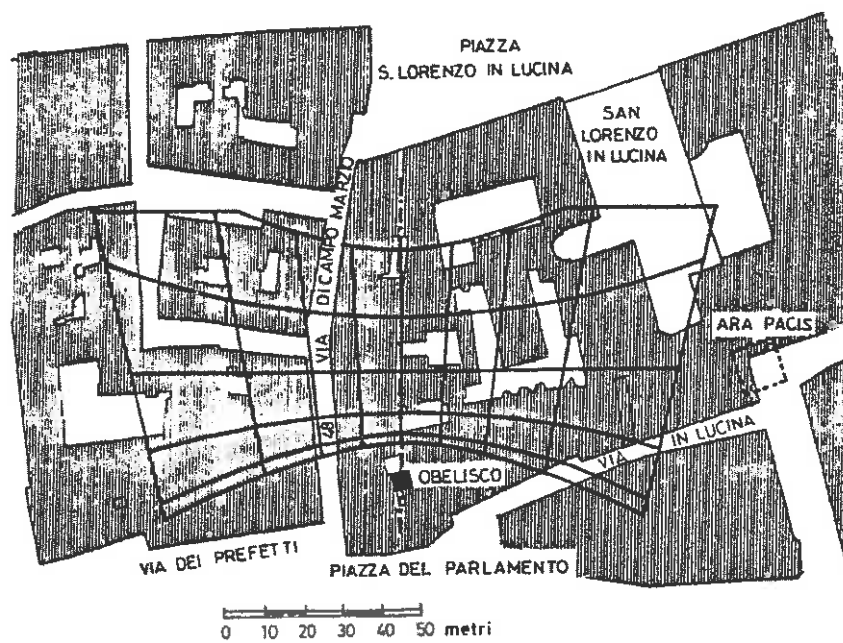 PIAZZA
S. LORENZO IN LUCINA
SAN
LORENZO
IN LUCINA
VIA DI CAMPO MARZO
ARA PACIS
48
OBELISCO
VIA IN LUCINA
VIA DEI PREFETTI
PIAZZA DEL PARLAMENTO
0 10 20 30 40 50 metri